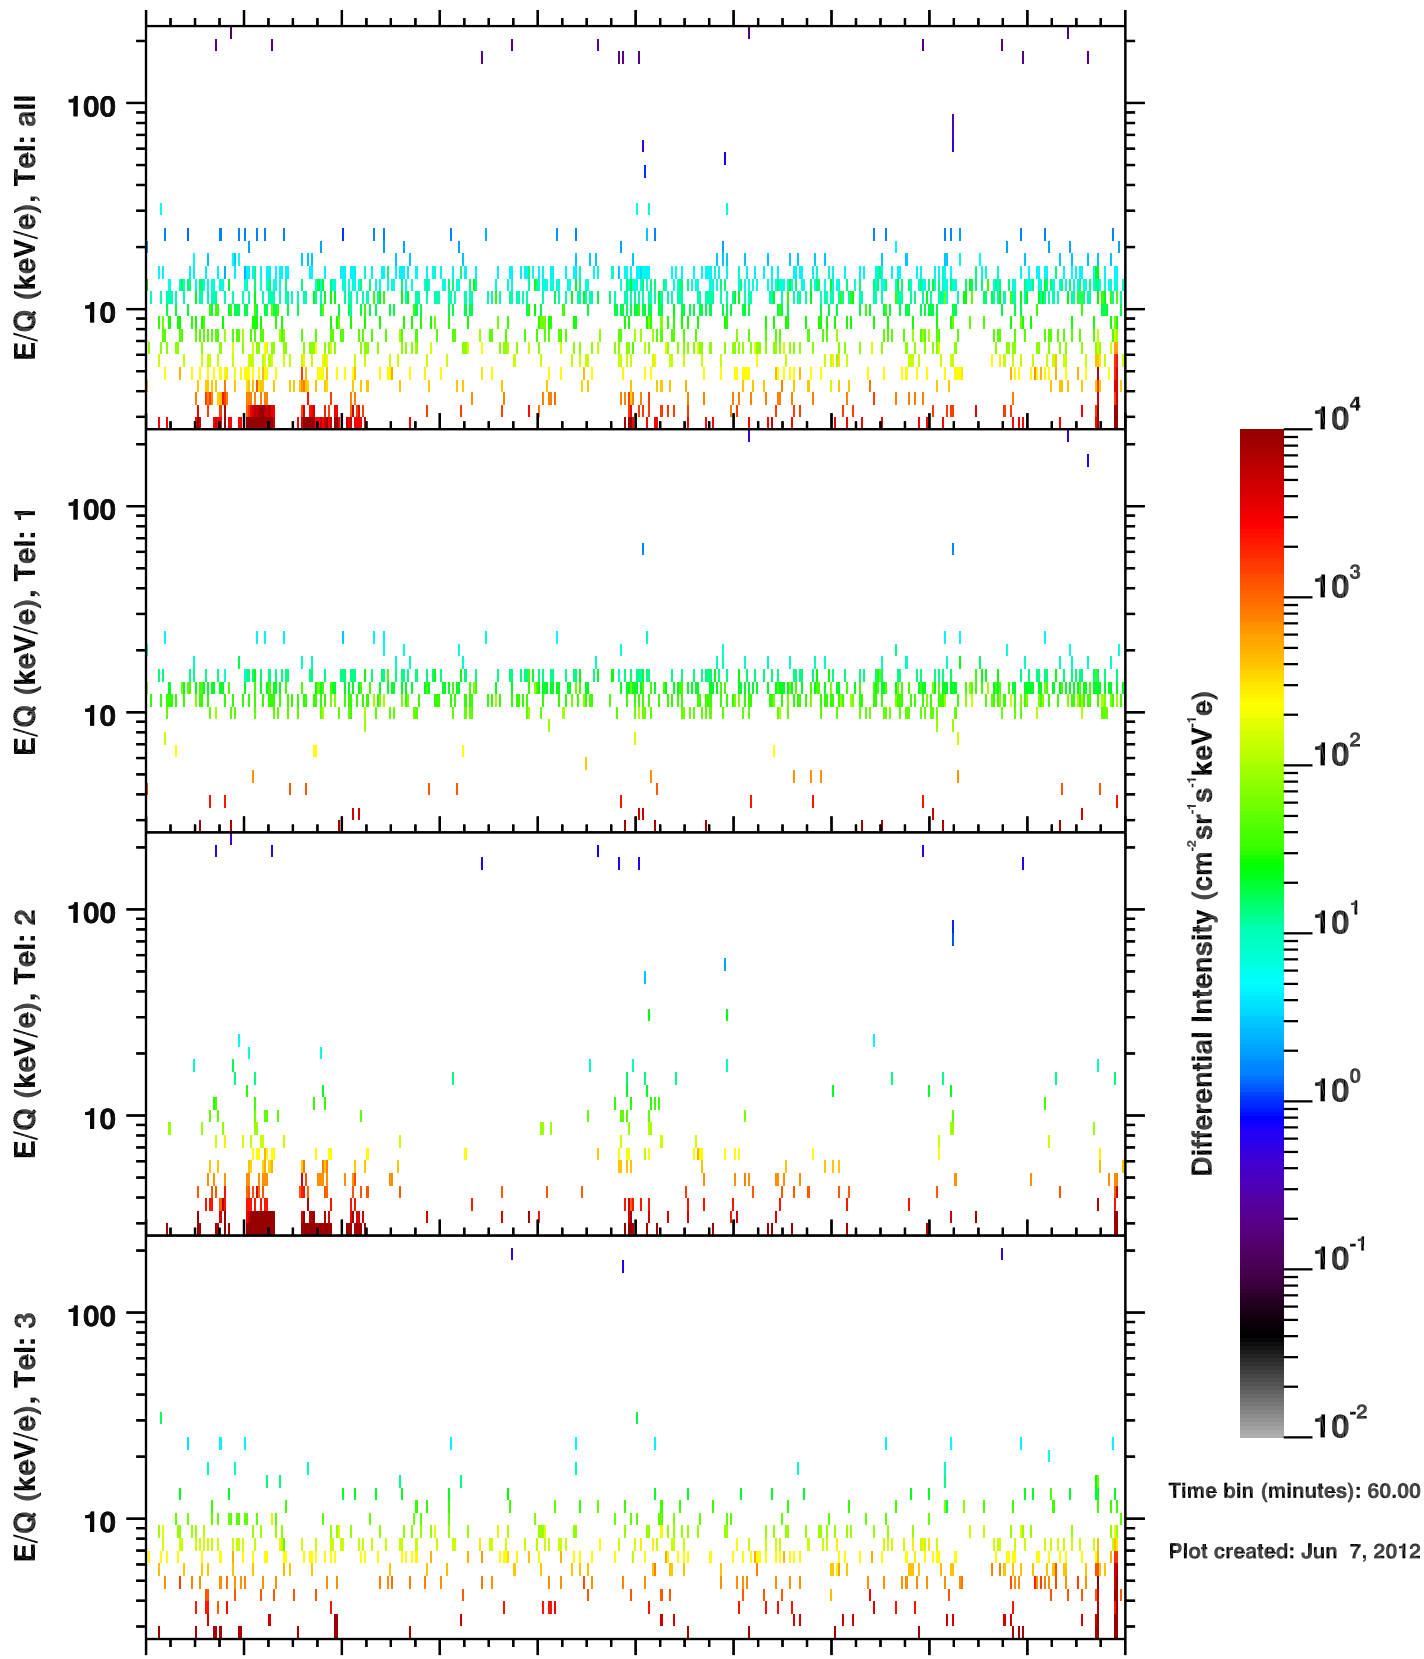 E/Q (keV/e), Tel: all
100
10
E/Q (keV/e), Tel: 1
100
10
E/Q (keV/e), Tel: 2
100
10
E/Q (keV/e), Tel: 3
100
10
Differential Intensity (cm⁻²sr⁻¹s⁻¹keV⁻¹e)
10⁴
10³
10²
10¹
10⁰
10⁻¹
10⁻²
Time bin (minutes): 60.00
Plot created: Jun 7, 2012